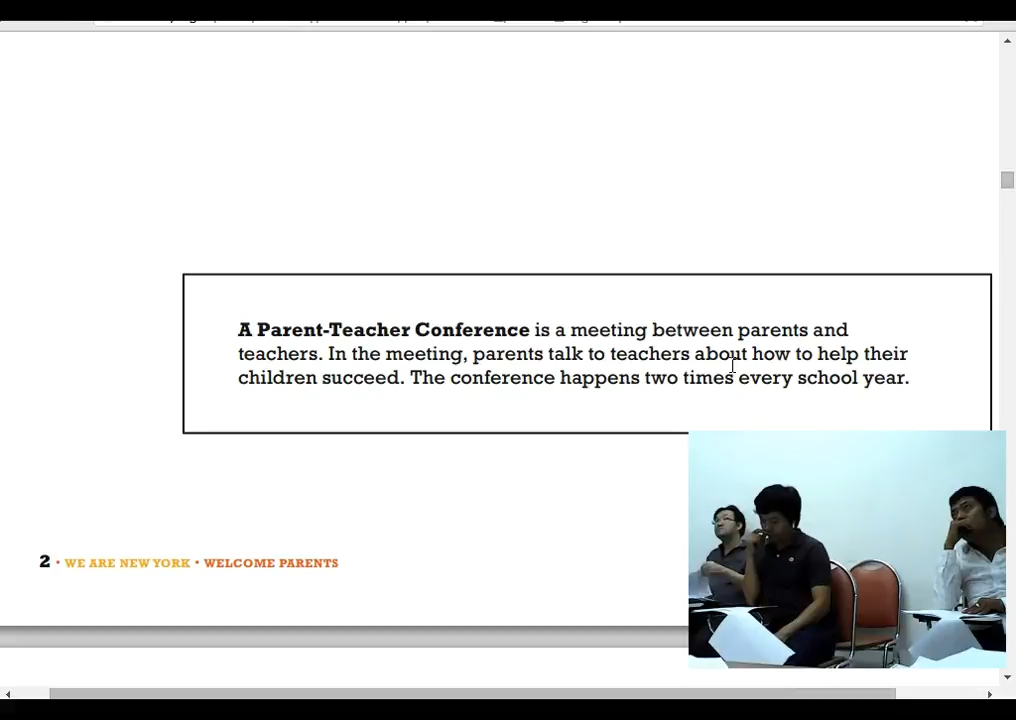 A Parent-Teacher Conference is a meeting between parents and
teachers. In the meeting, parents talk to teachers about how to help their
children succeed. The conference happens two times every school year.
2 • WE ARE NEW YORK • WELCOME PARENTS